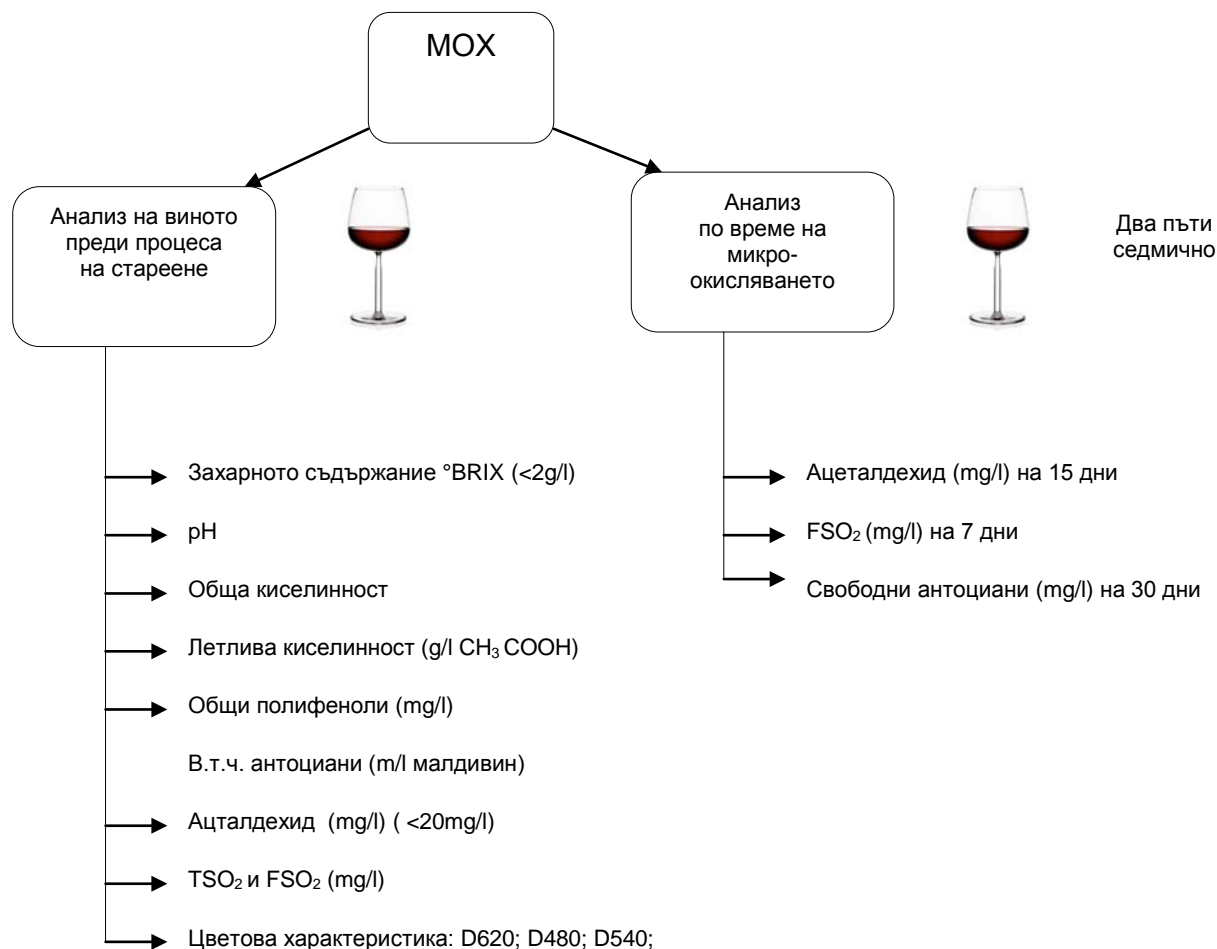 MOX
Анализ на виното
преди процеса
на стареене
Анализ
по време на
микро-
окисляването
Два пъти
седмично
Захарното съдържание °BRIX (<2g/l)
pH
Обща киселинност
Летлива киселинност (g/l CH₃ COOH)
Общи полифеноли (mg/l)
В.т.ч. антоциани (m/l малдивин)
Ацталдехид (mg/l) ( <20mg/l)
TSO₂ и FSO₂ (mg/l)
Цветова характеристика: D620; D480; D540;
Ацеталдехид (mg/l) на 15 дни
FSO₂ (mg/l) на 7 дни
Свободни антоциани (mg/l) на 30 дни